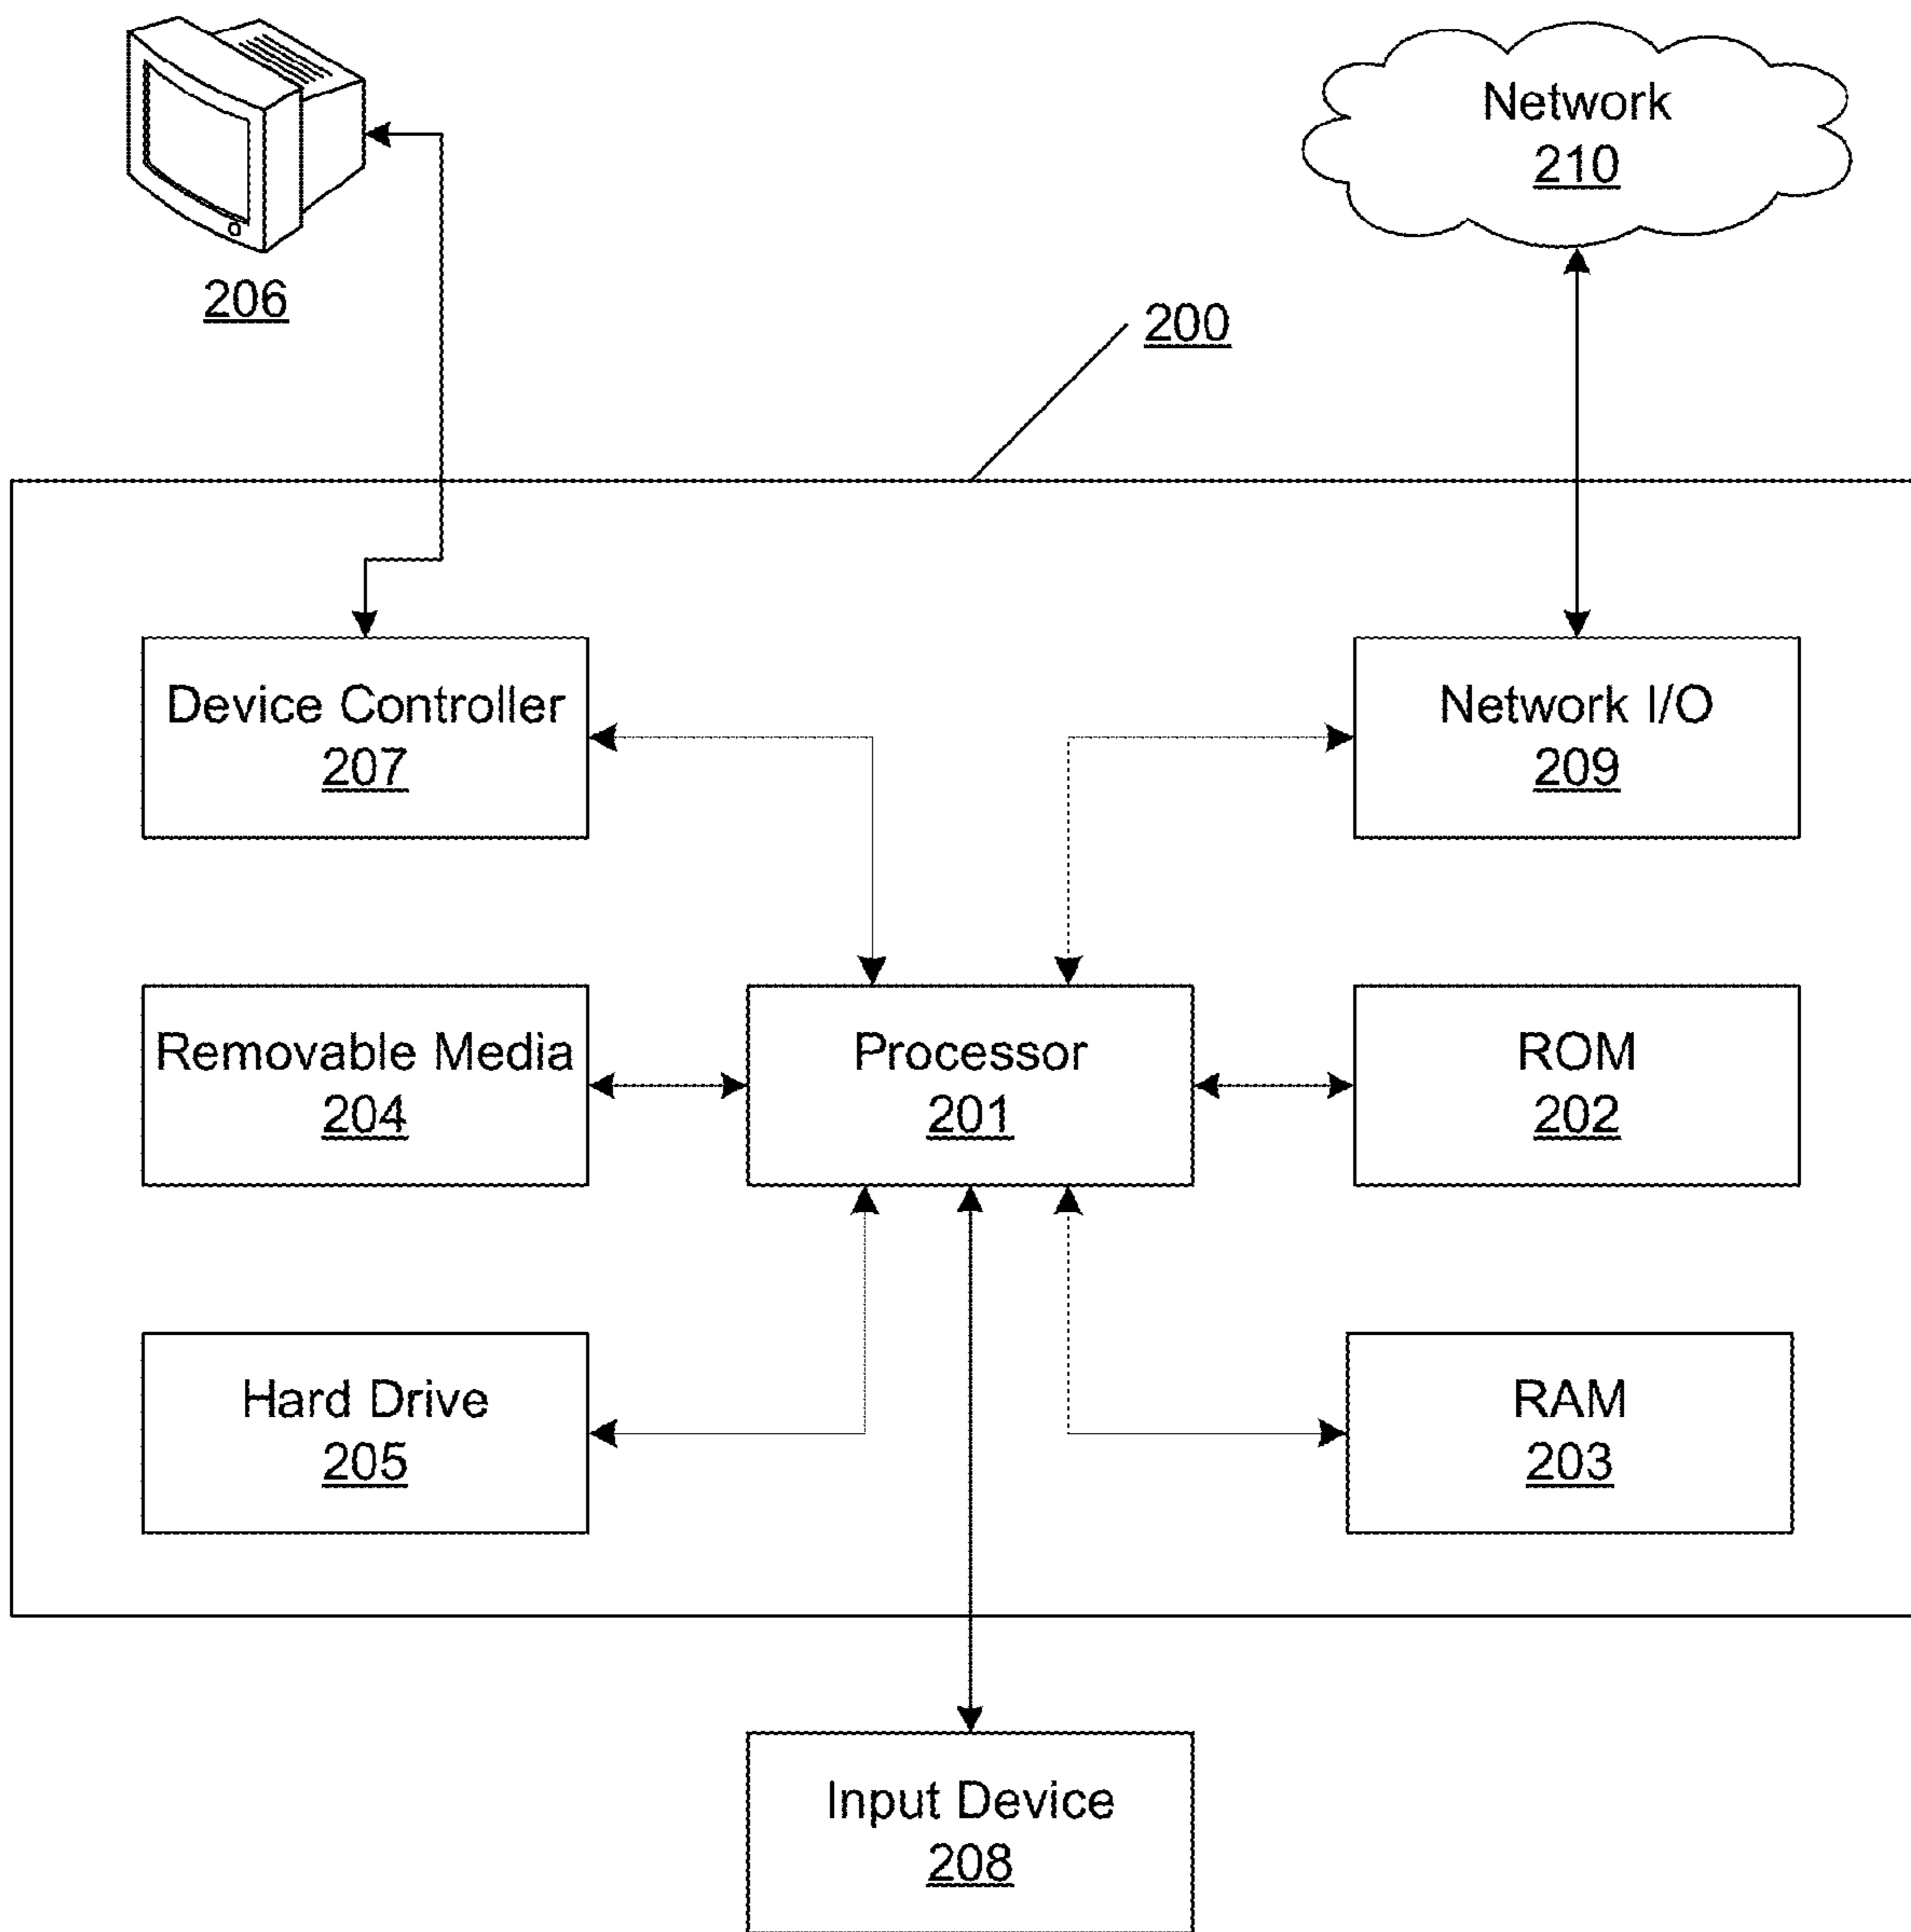 Network
210
206
200
Device Controller
207
Network I/O
209
Removable Media
204
Processor
201
ROM
202
Hard Drive
205
RAM
203
Input Device
208